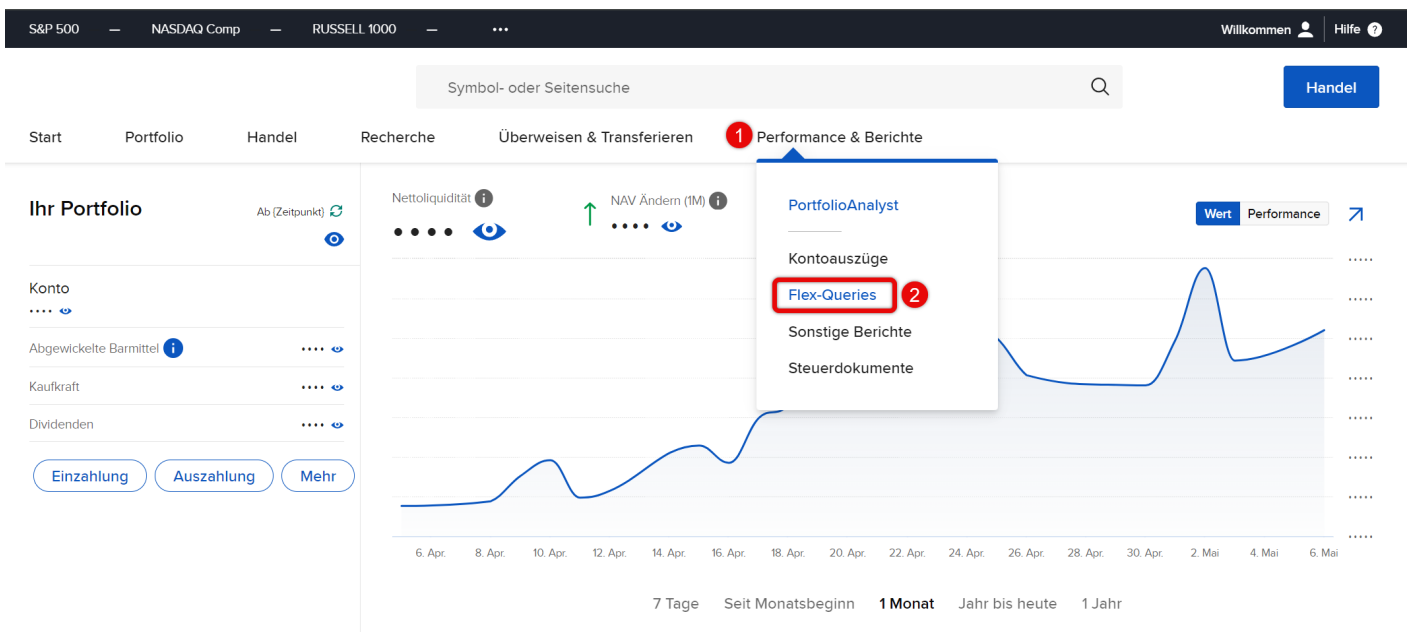 S&P 500 — NASDAQ Comp — RUSSELL 1000 — ••• Willkommen Hilfe ?
Symbol- oder Seitensuche Handel
Start Portfolio Handel Recherche Überweisen & Transferieren 1 Performance & Berichte
Ihr Portfolio Ab {Zeitpunkt}
Konto
••••
Abgewickelte Barmittel i ••••
Kaufkraft ••••
Dividenden ••••
Einzahlung Auszahlung Mehr
Nettoliquidität i
••••
NAV Ändern (1M) i
••••
PortfolioAnalyst
Kontoauszüge
Flex-Queries 2
Sonstige Berichte
Steuerdokumente
Wert Performance
•••••
•••••
•••••
•••••
•••••
•••••
•••••
•••••
6. Apr. 8. Apr. 10. Apr. 12. Apr. 14. Apr. 16. Apr. 18. Apr. 20. Apr. 22. Apr. 24. Apr. 26. Apr. 28. Apr. 30. Apr. 2. Mai 4. Mai 6. Mai
7 Tage Seit Monatsbeginn 1 Monat Jahr bis heute 1 Jahr